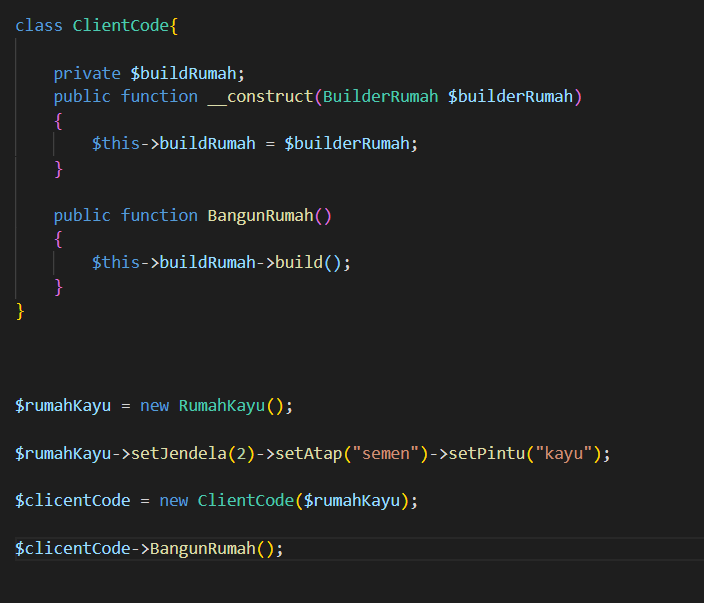 class ClientCode{
private $buildRumah;
public function __construct(BuilderRumah $builderRumah)
{
$this->buildRumah = $builderRumah;
}
public function BangunRumah()
{
$this->buildRumah->build();
}
}
$rumahKayu = new RumahKayu();
$rumahKayu->setJendela(2)->setAtap("semen")->setPintu("kayu");
$clicentCode = new ClientCode($rumahKayu);
$clicentCode->BangunRumah();